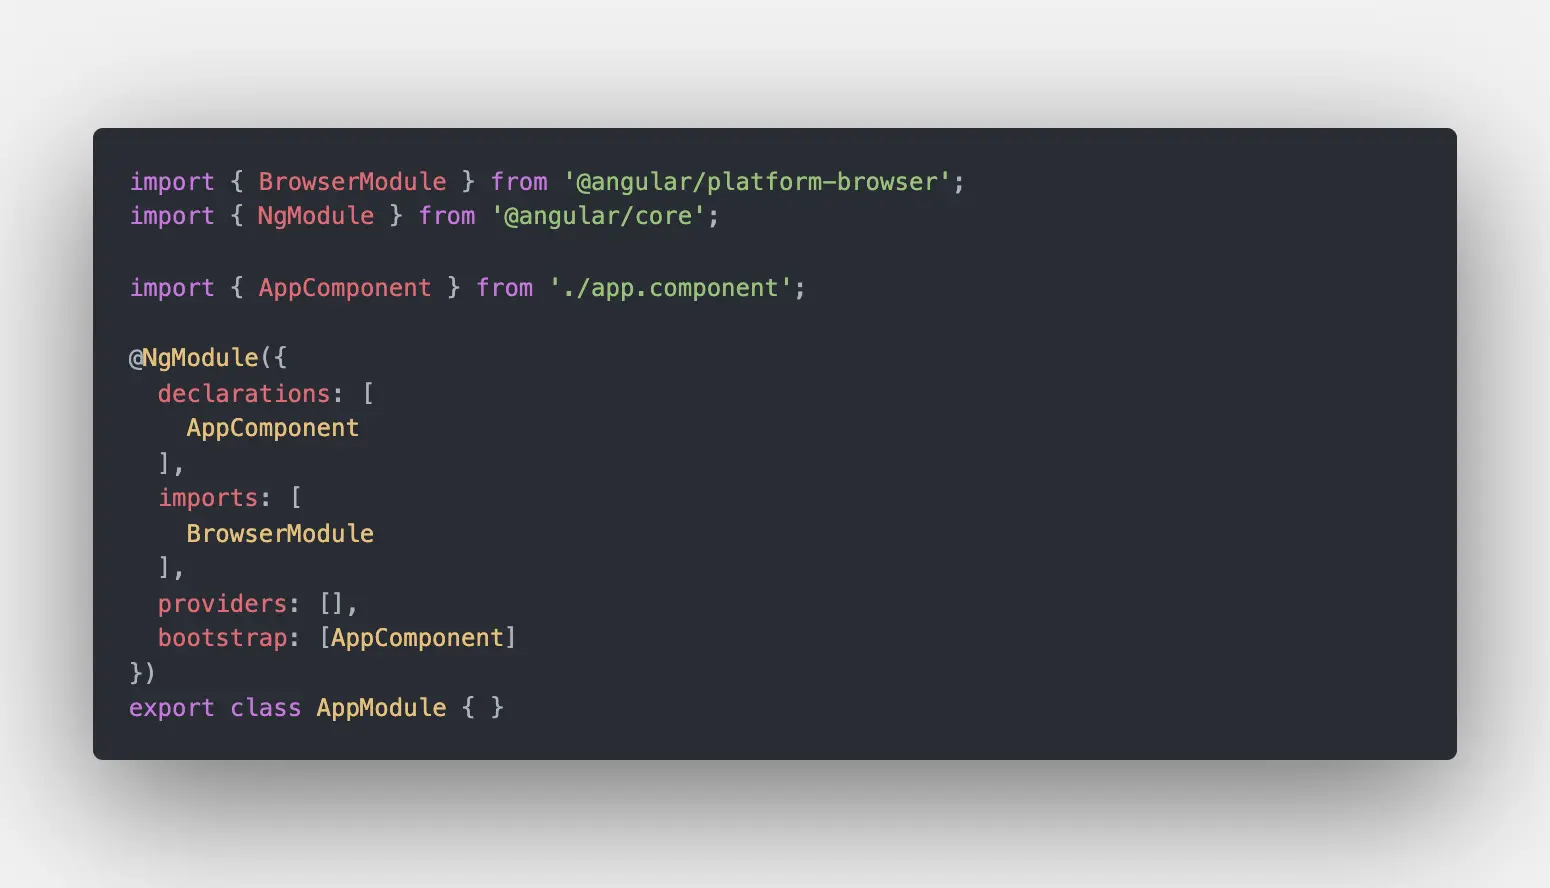 import { BrowserModule } from '@angular/platform-browser';
import { NgModule } from '@angular/core';

import { AppComponent } from './app.component';

@NgModule({
  declarations: [
    AppComponent
  ],
  imports: [
    BrowserModule
  ],
  providers: [],
  bootstrap: [AppComponent]
})
export class AppModule { }